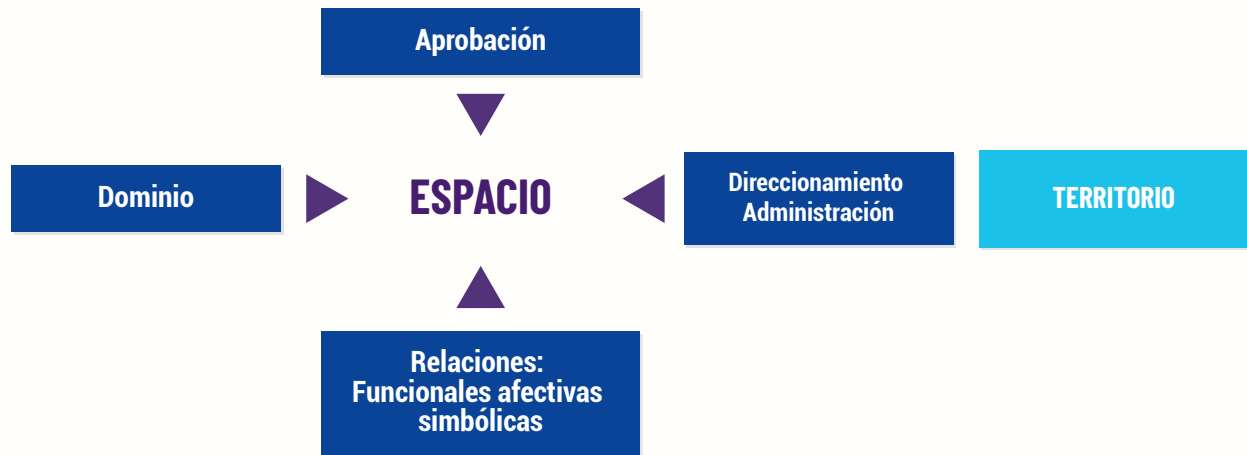 Aprobación
Dominio
ESPACIO
Direccionamiento
Administración
TERRITORIO
Relaciones:
Funcionales afectivas
simbólicas